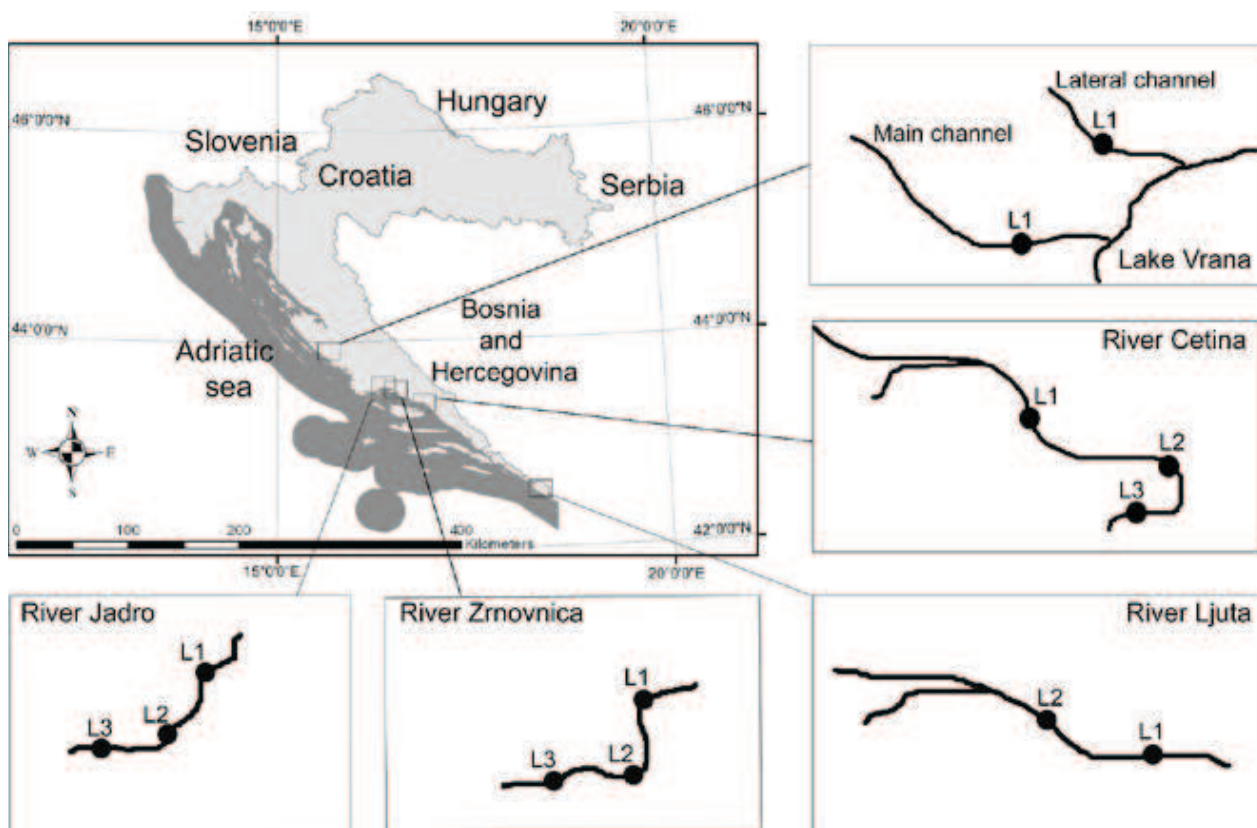 15°0'0"E
20°0'0"E
46°0'0"N
46°0'0"N
Hungary
Slovenia
Croatia
Serbia
44°0'0"N
44°0'0"N
Bosnia
and
Hercegovina
Adriatic
sea
N
W
E
S
42°0'0"N
0
100
200
400
Kilometers
15°0'0"E
20°0'0"E
Lateral channel
L1
Main channel
L1
Lake Vrana
River Cetina
L1
L2
L3
River Jadro
L1
L2
L3
River Zrnovnica
L1
L2
L3
River Ljuta
L2
L1